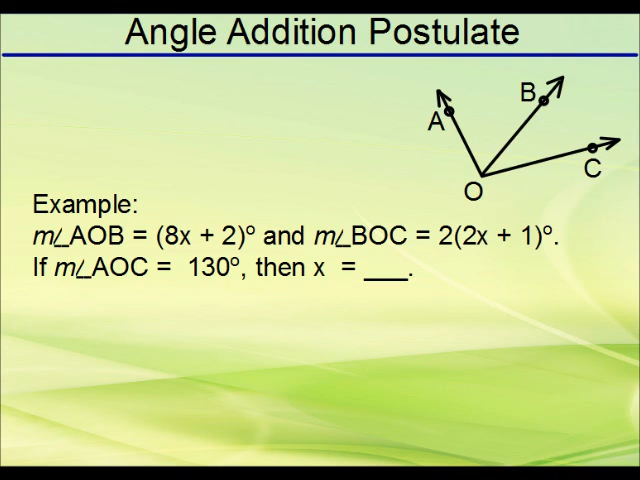 Angle Addition Postulate
B
A
C
O
Example:
m∠AOB = (8x + 2)º and m∠BOC = 2(2x + 1)º.
If m∠AOC =  130º, then x  = ___.